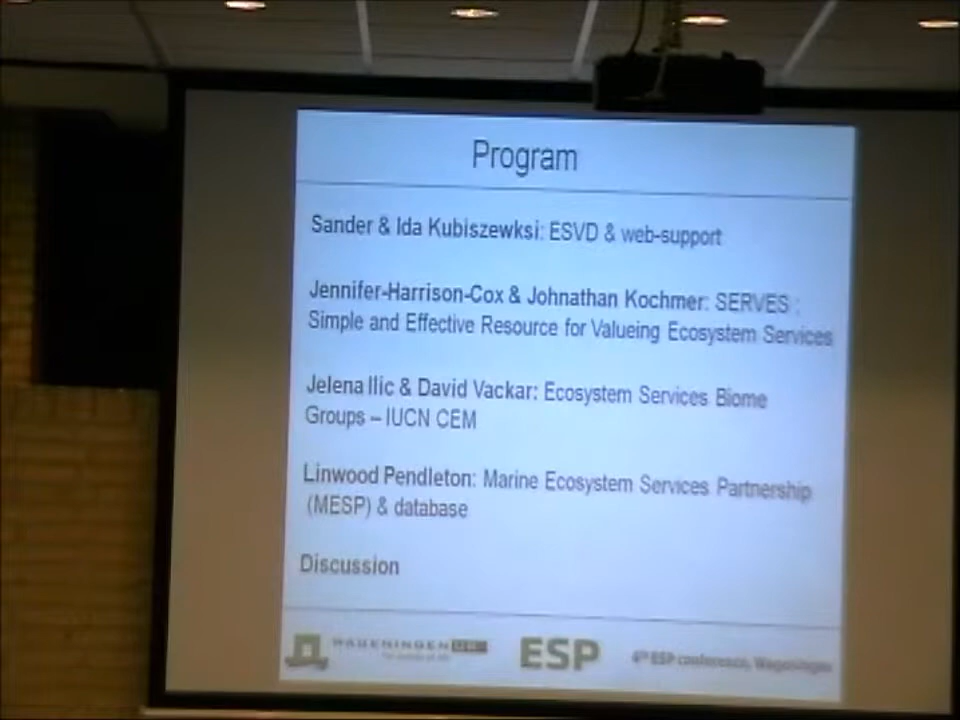 Program
Sander & Ida Kubiszewksi: ESVD & web-support
Jennifer-Harrison-Cox & Johnathan Kochmer: SERVES :
Simple and Effective Resource for Valueing Ecosystem Services
Jelena Ilic & David Vackar: Ecosystem Services Biome
Groups – IUCN CEM
Linwood Pendleton: Marine Ecosystem Services Partnership
(MESP) & database
Discussion
WAGENINGEN UR
ESP
ESP conference, Wageningen